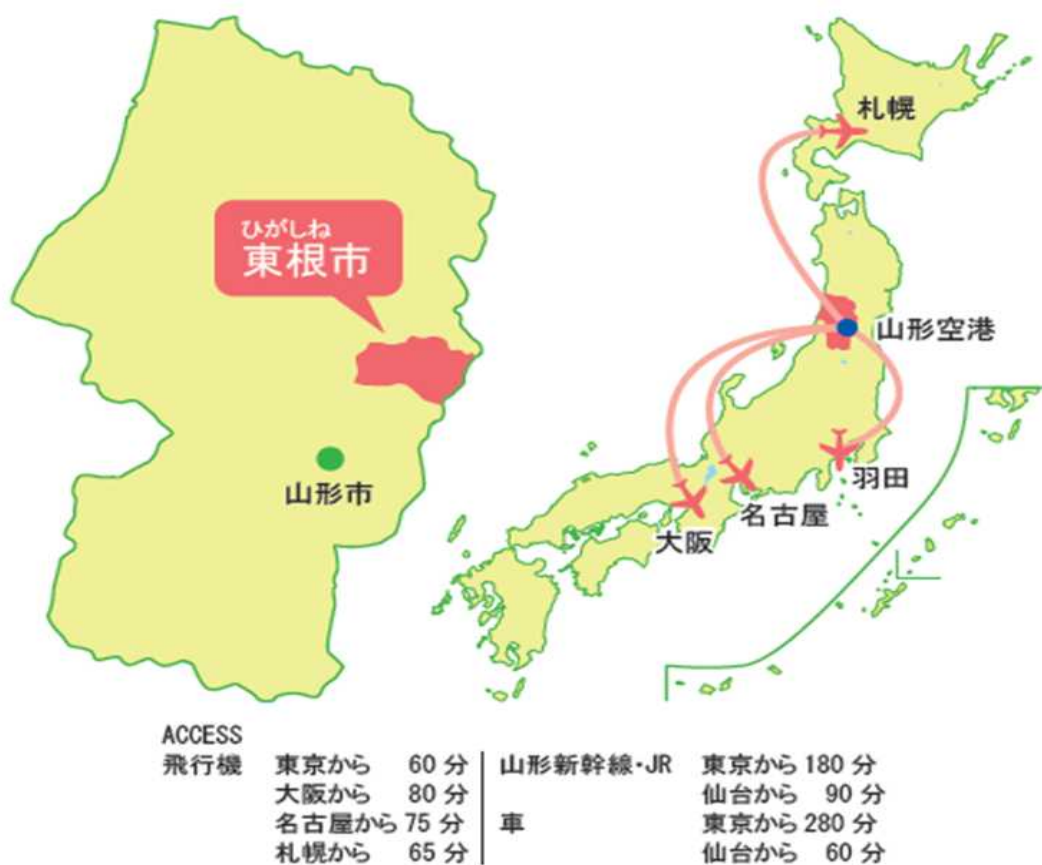 札幌
ひがしね
東根市
山形空港
羽田
名古屋
大阪
山形市
ACCESS
飛行機 東京から 60 分 山形新幹線・JR 東京から 180 分
大阪から 80 分 仙台から 90 分
名古屋から 75 分 車 東京から 280 分
札幌から 65 分 仙台から 60 分